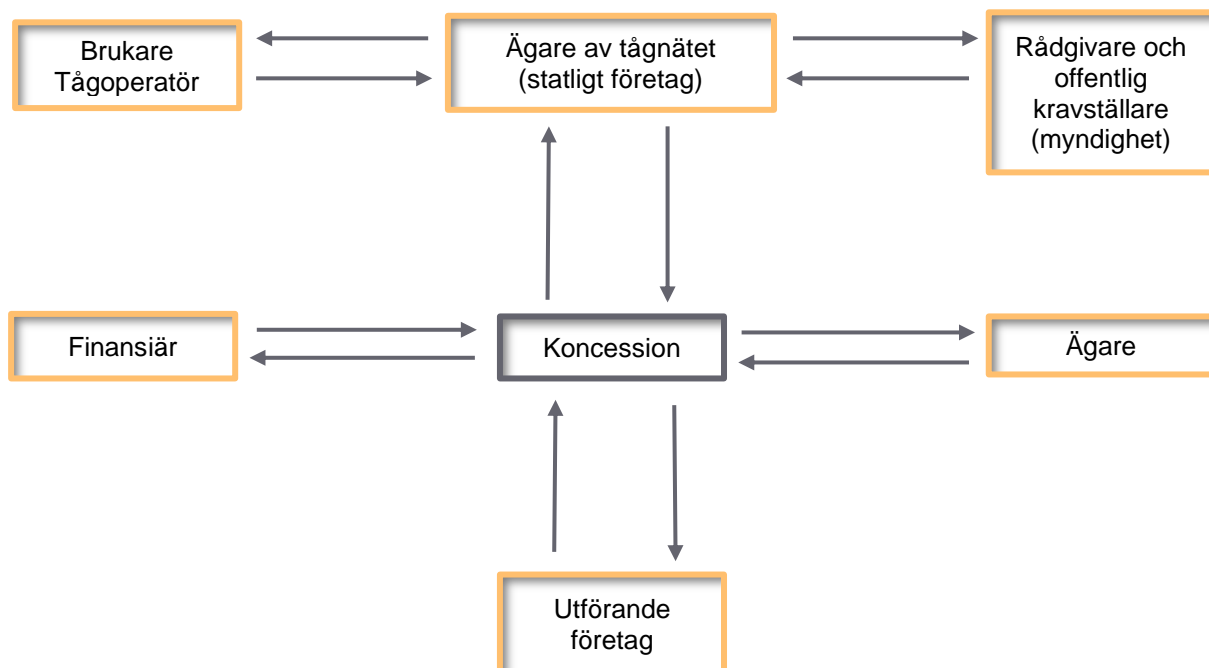 Brukare
Tågoperatör
Ägare av tågnätet
(statligt företag)
Rådgivare och
offentlig
kravställare
(myndighet)
Finansiär
Koncession
Ägare
Utförande
företag